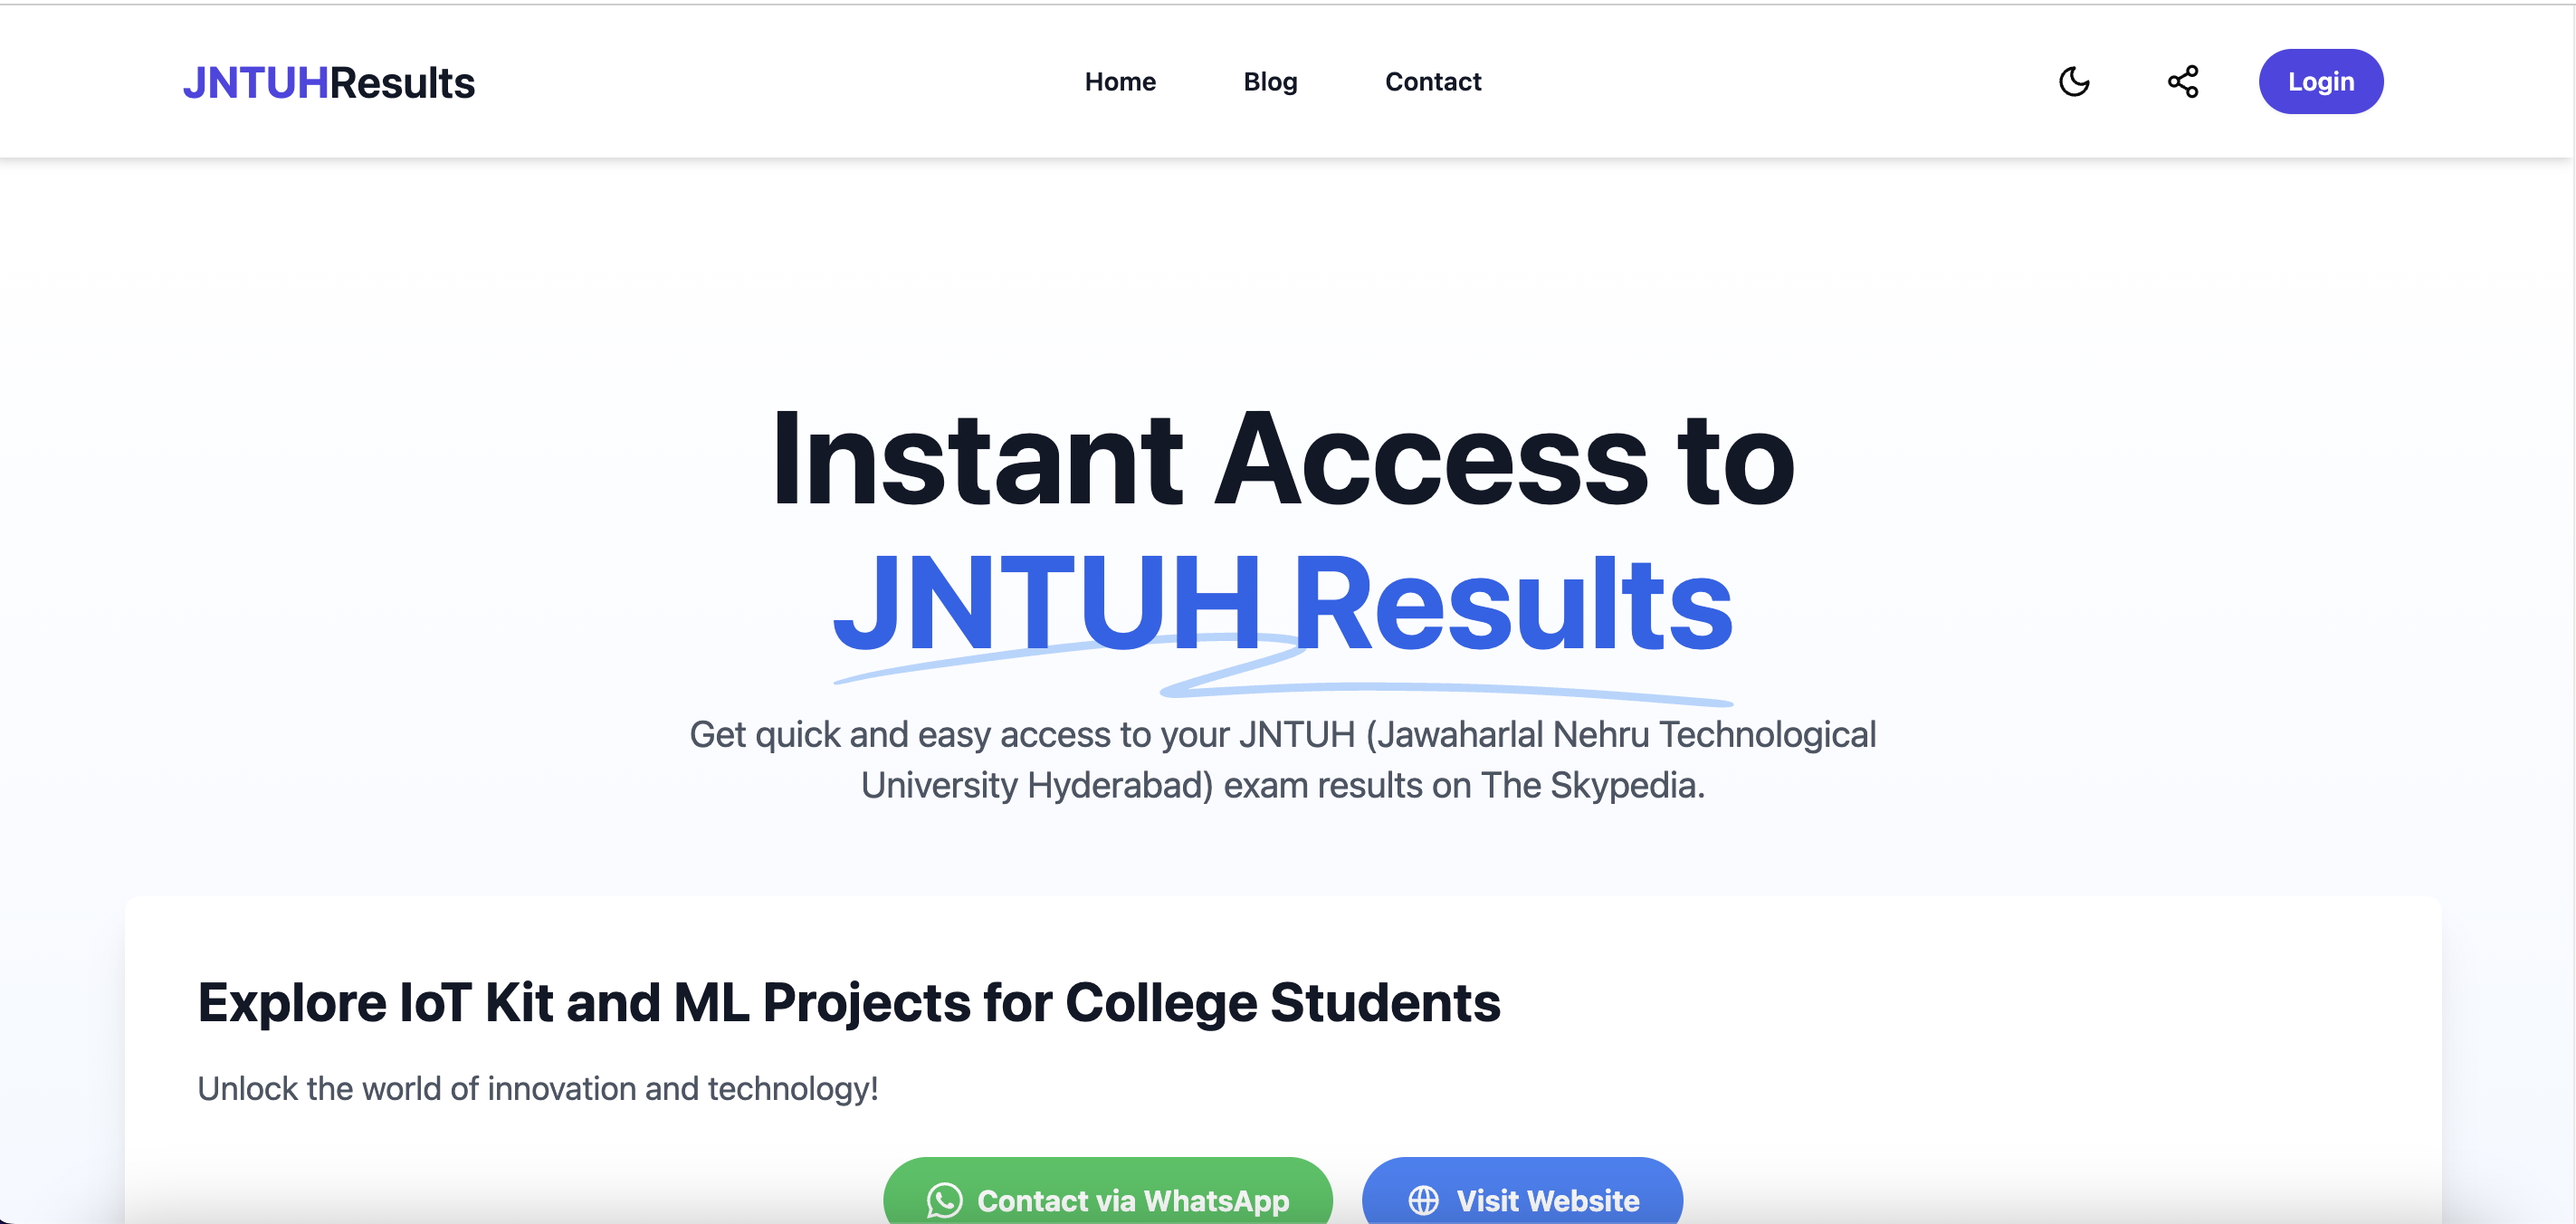 JNTUHResults
Home
Blog
Contact
Login
Instant Access to
JNTUH Results
Get quick and easy access to your JNTUH (Jawaharlal Nehru Technological
University Hyderabad) exam results on The Skypedia.
Explore IoT Kit and ML Projects for College Students
Unlock the world of innovation and technology!
Contact via WhatsApp
Visit Website